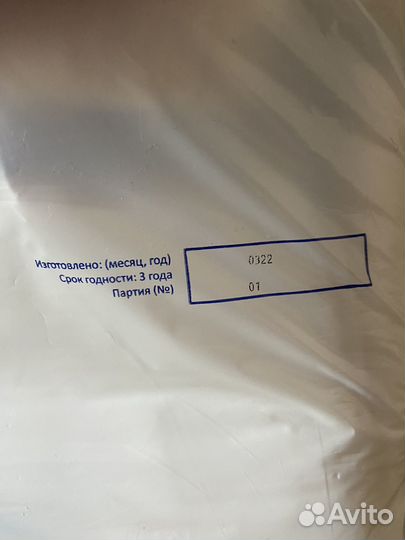 Изготовлено: (месяц, год) 0322
Срок годности: 3 года
Партия (№) 01
Avito